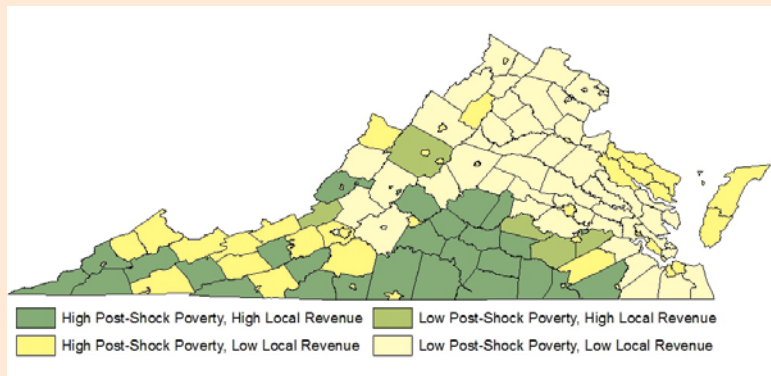 High Post-Shock Poverty, High Local Revenue
Low Post-Shock Poverty, High Local Revenue
High Post-Shock Poverty, Low Local Revenue
Low Post-Shock Poverty, Low Local Revenue